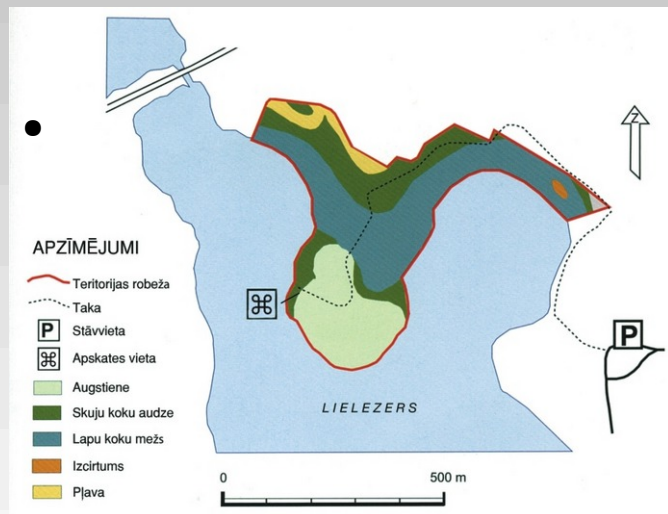 Z
APZĪMĒJUMI
Teritorijas robeža
Taka
P Stāvvieta
⌘ Apskates vieta
Augstiene
Skuju koku audze
Lapu koku mežs
Izcirtums
Pļava
⌘
P
LIELEZERS
0 500 m